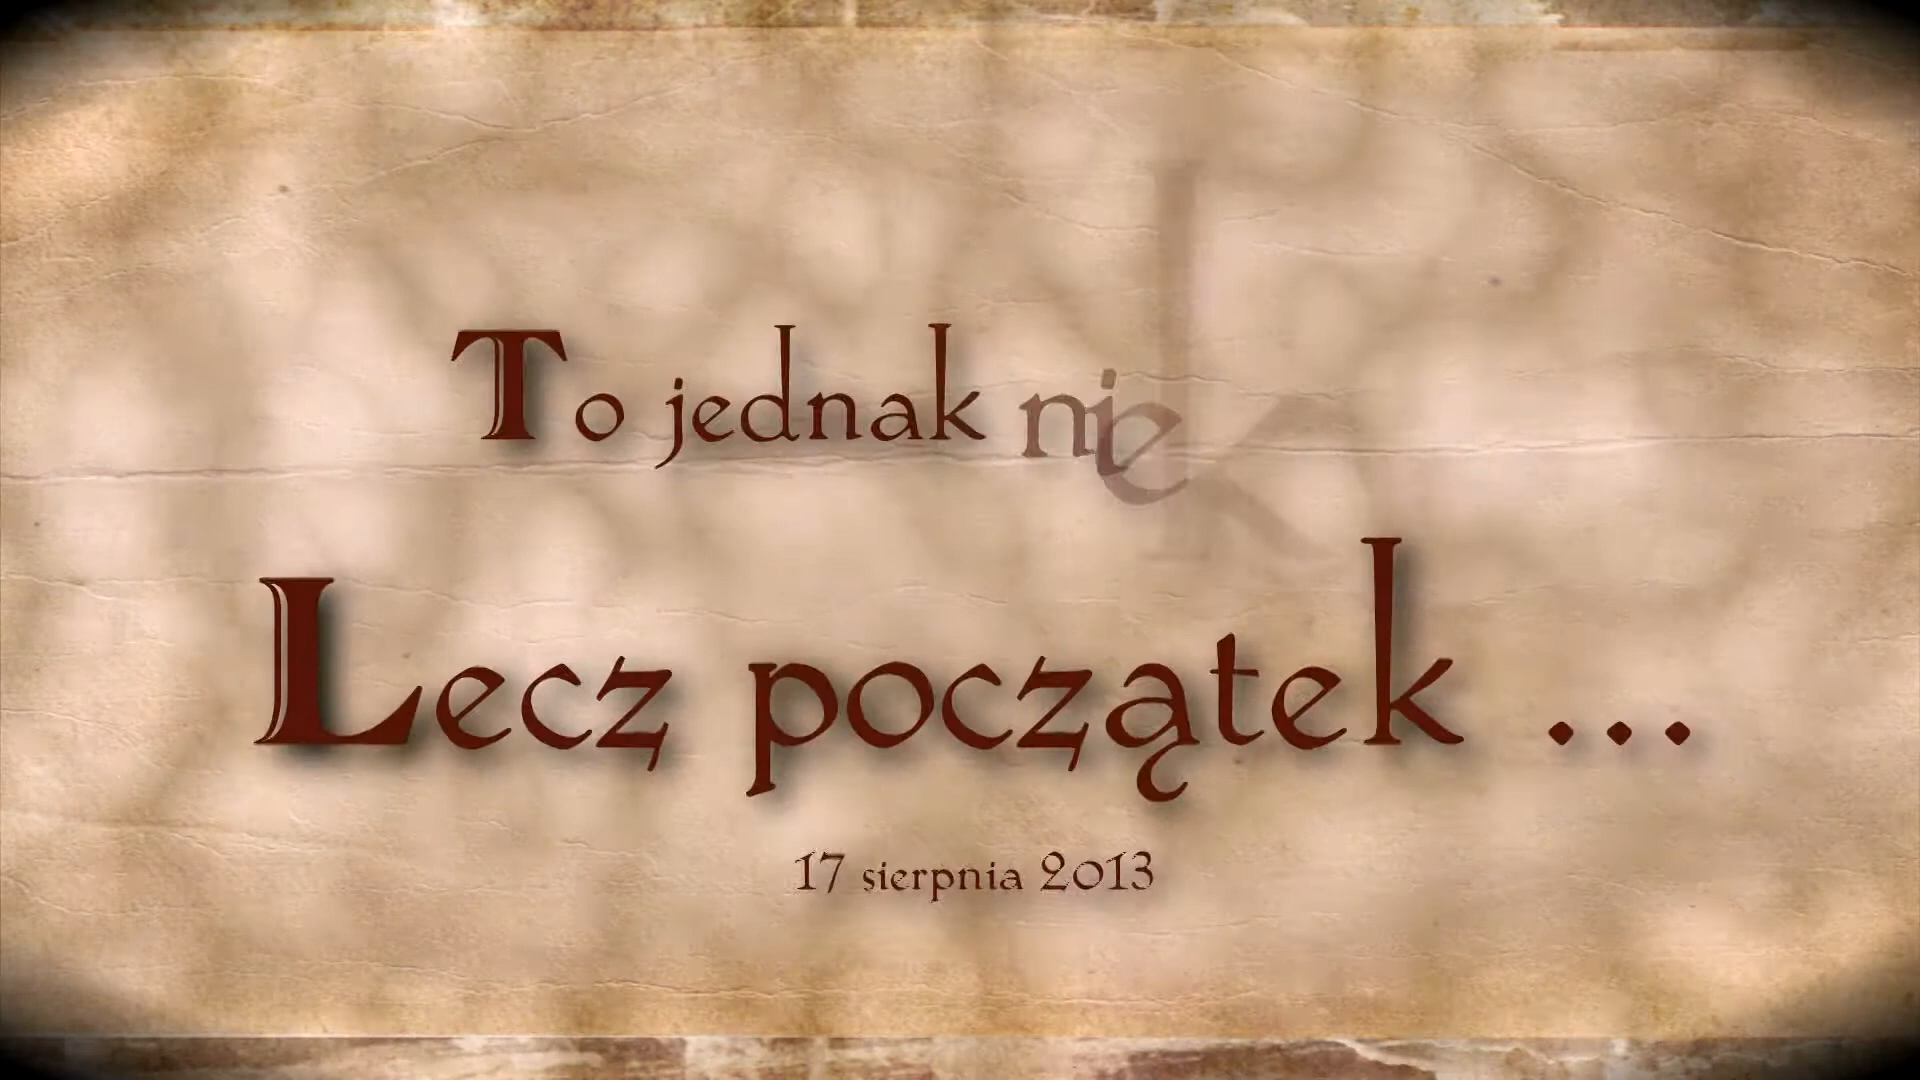 To jednak nie k
Lecz początek ...
17 sierpnia 2013